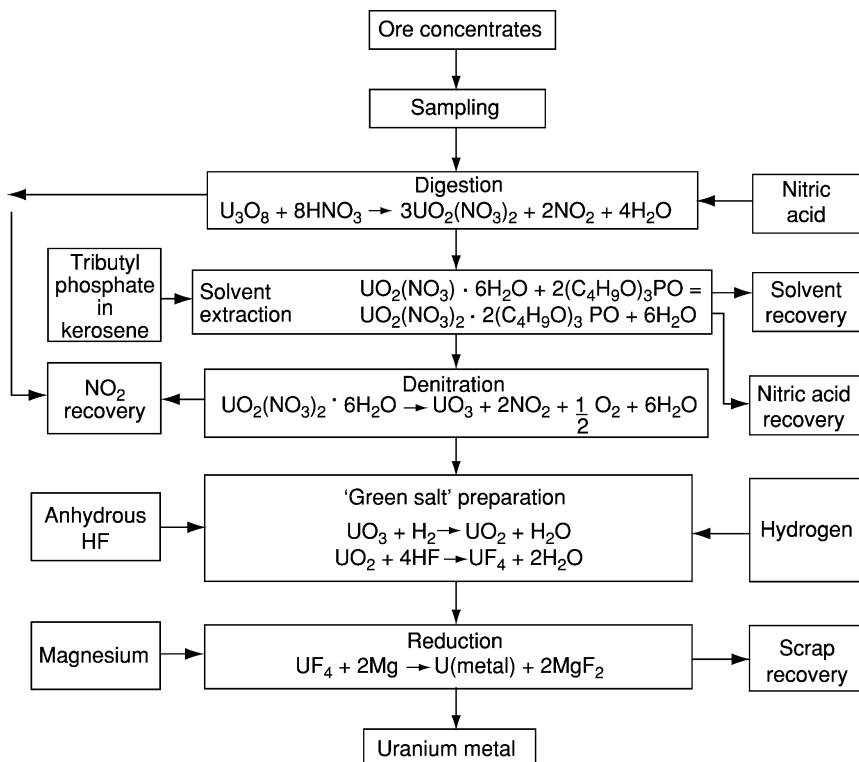 Ore concentrates
Sampling
Digestion
U₃O₈ + 8HNO₃ → 3UO₂(NO₃)₂ + 2NO₂ + 4H₂O
Nitric
acid
Tributyl
phosphate
in
kerosene
Solvent
extraction
UO₂(NO₃) · 6H₂O + 2(C₄H₉O)₃PO =
UO₂(NO₃)₂ · 2(C₄H₉O)₃ PO + 6H₂O
Solvent
recovery
NO₂
recovery
Denitration
UO₂(NO₃)₂ · 6H₂O → UO₃ + 2NO₂ + 1/2 O₂ + 6H₂O
Nitric acid
recovery
Anhydrous
HF
‘Green salt’ preparation
UO₃ + H₂ → UO₂ + H₂O
UO₂ + 4HF → UF₄ + 2H₂O
Hydrogen
Magnesium
Reduction
UF₄ + 2Mg → U(metal) + 2MgF₂
Scrap
recovery
Uranium metal